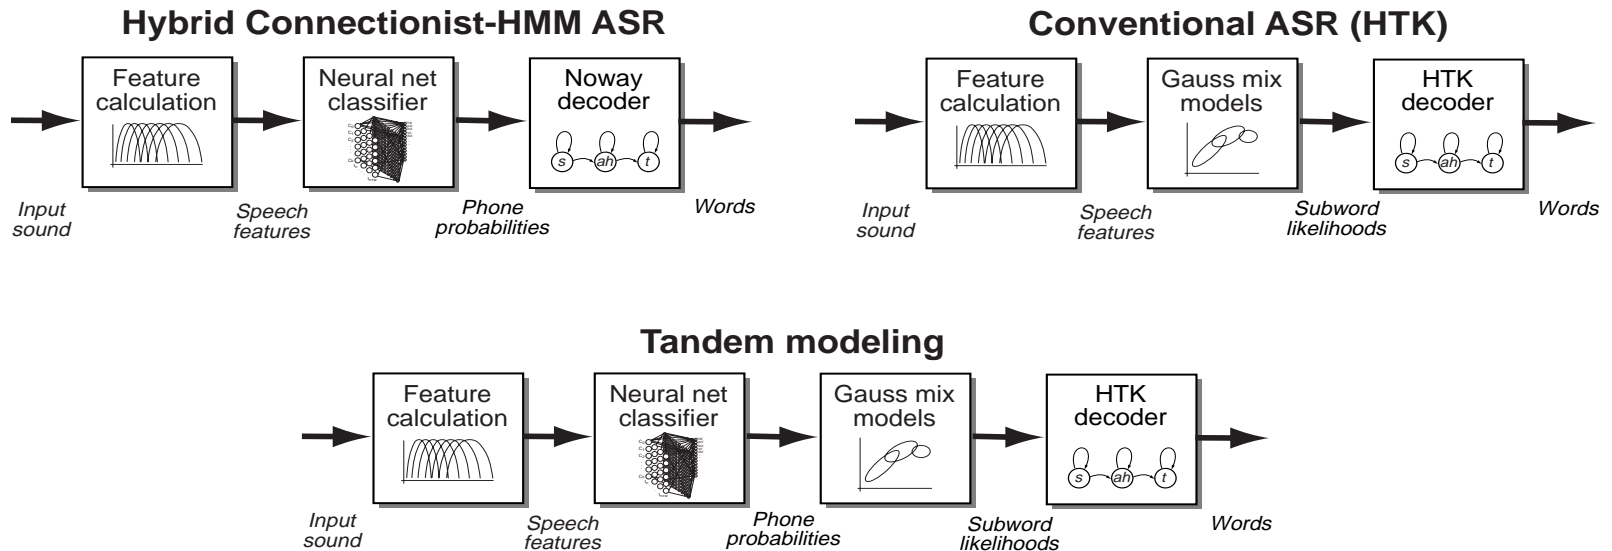 Hybrid Connectionist-HMM ASR
Feature
calculation
Neural net
classifier
Noway
decoder
s ah t
Input
sound
Speech
features
Phone
probabilities
Words
Conventional ASR (HTK)
Feature
calculation
Gauss mix
models
HTK
decoder
s ah t
Input
sound
Speech
features
Subword
likelihoods
Words
Tandem modeling
Feature
calculation
Neural net
classifier
Gauss mix
models
HTK
decoder
s ah t
Input
sound
Speech
features
Phone
probabilities
Subword
likelihoods
Words